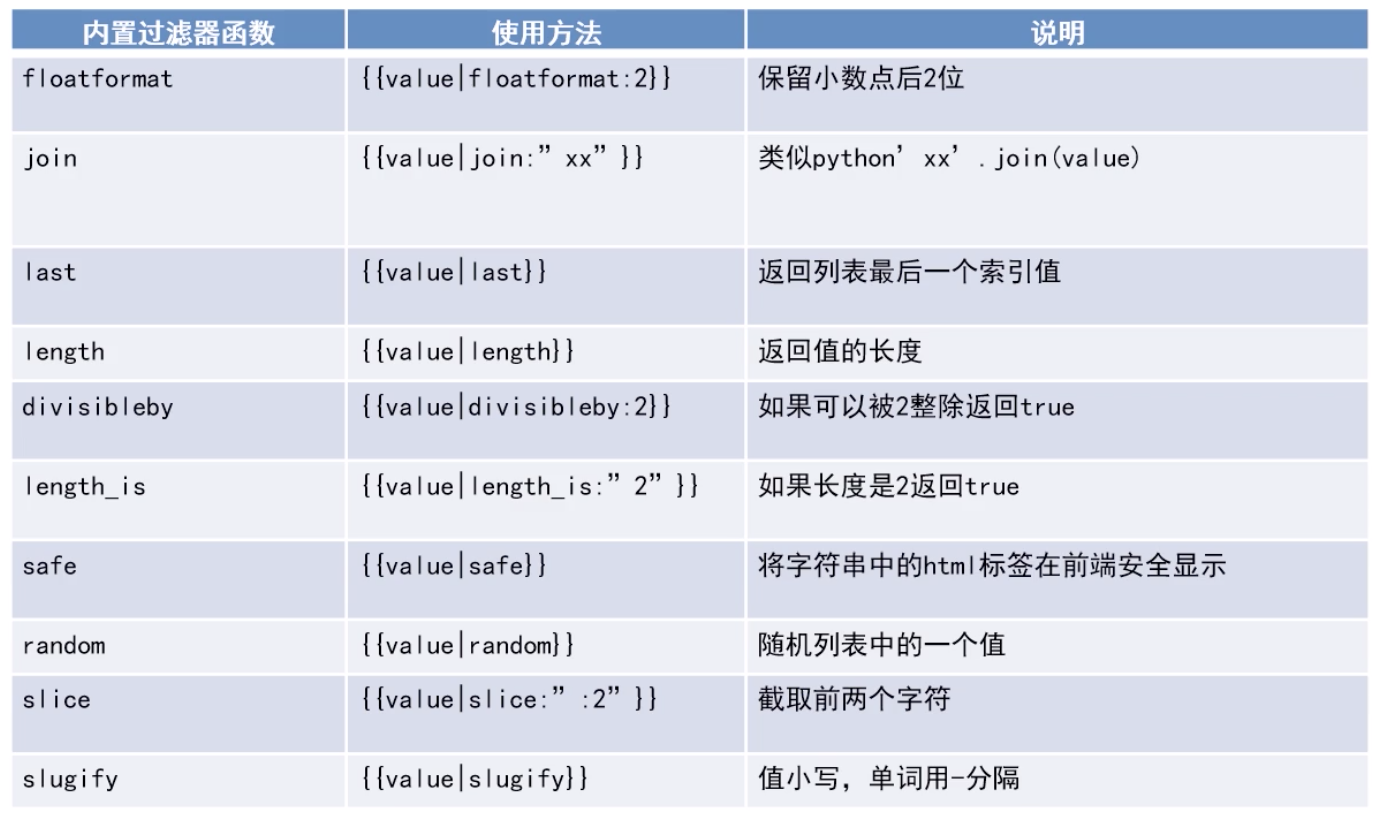 内置过滤器函数 使用方法 说明
floatformat {{value|floatformat:2}} 保留小数点后2位
join {{value|join:”xx”}} 类似python’xx’.join(value)
last {{value|last}} 返回列表最后一个索引值
length {{value|length}} 返回值的长度
divisibleby {{value|divisibleby:2}} 如果可以被2整除返回true
length_is {{value|length_is:”2”}} 如果长度是2返回true
safe {{value|safe}} 将字符串中的html标签在前端安全显示
random {{value|random}} 随机列表中的一个值
slice {{value|slice:”:2”}} 截取前两个字符
slugify {{value|slugify}} 值小写，单词用-分隔